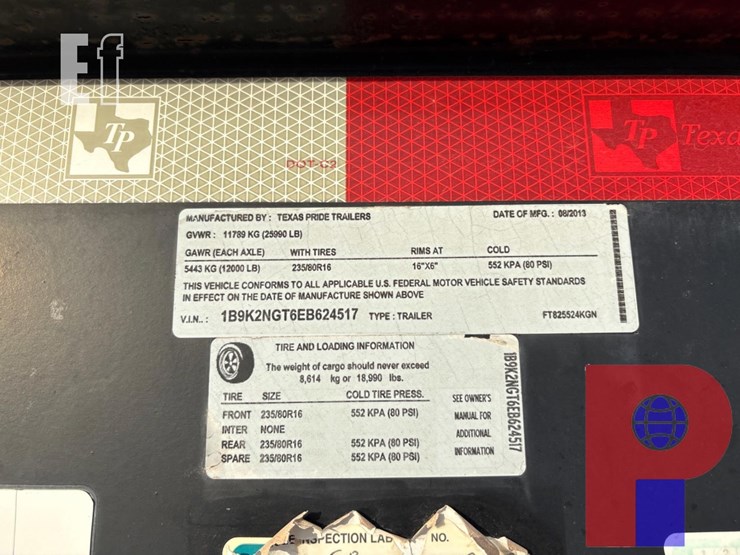 Ef
TP
DOT-C2
TP Texa
MANUFACTURED BY: TEXAS PRIDE TRAILERS DATE OF MFG.: 08/2013
GVWR: 11789 KG (25990 LB)
GAWR (EACH AXLE) WITH TIRES RIMS AT COLD
5443 KG (12000 LB) 235/80R16 16"X6" 552 KPA (80 PSI)
THIS VEHICLE CONFORMS TO ALL APPLICABLE U.S. FEDERAL MOTOR VEHICLE SAFETY STANDARDS
IN EFFECT ON THE DATE OF MANUFACTURE SHOWN ABOVE
V.I.N.: 1B9K2NGT6EB624517 TYPE: TRAILER FT825524KGN
TIRE AND LOADING INFORMATION
The weight of cargo should never exceed
8,614 kg or 18,990 lbs.
TIRE SIZE COLD TIRE PRESS.
FRONT 235/80R16 552 KPA (80 PSI)
INTER NONE
REAR 235/80R16 552 KPA (80 PSI)
SPARE 235/80R16 552 KPA (80 PSI)
SEE OWNER'S
MANUAL FOR
ADDITIONAL
INFORMATION
1B9K2NGT6EB624517
INSPECTION LAB NO.